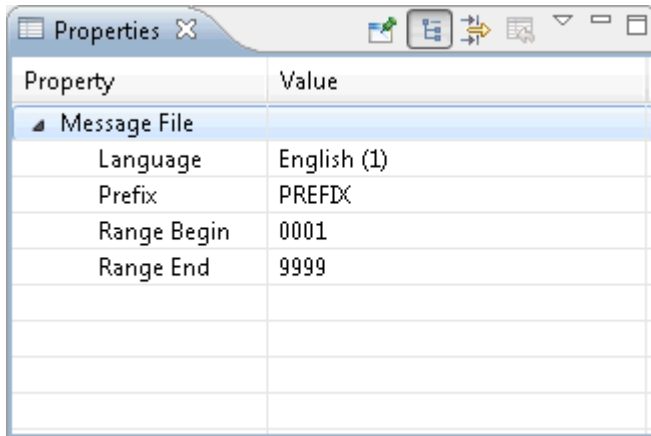 Properties
Property Value
Message File
Language English (1)
Prefix PREFIX
Range Begin 0001
Range End 9999